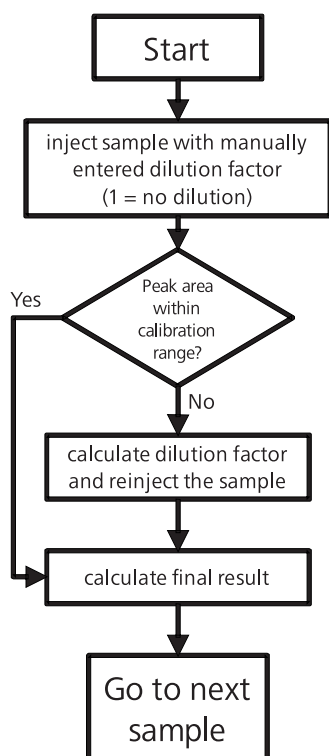 Start
inject sample with manually
entered dilution factor
(1 = no dilution)
Peak area
within
calibration
range?
Yes
No
calculate dilution factor
and reinject the sample
calculate final result
Go to next
sample